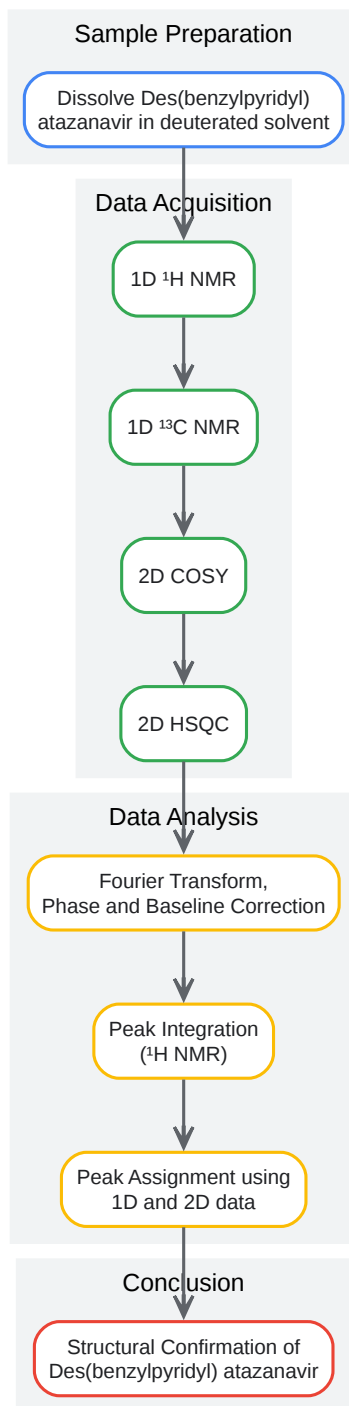 Sample Preparation
Dissolve Des(benzylpyridyl)
atazanavir in deuterated solvent
Data Acquisition
1D ¹H NMR
1D ¹³C NMR
2D COSY
2D HSQC
Data Analysis
Fourier Transform,
Phase and Baseline Correction
Peak Integration
(¹H NMR)
Peak Assignment using
1D and 2D data
Conclusion
Structural Confirmation of
Des(benzylpyridyl) atazanavir